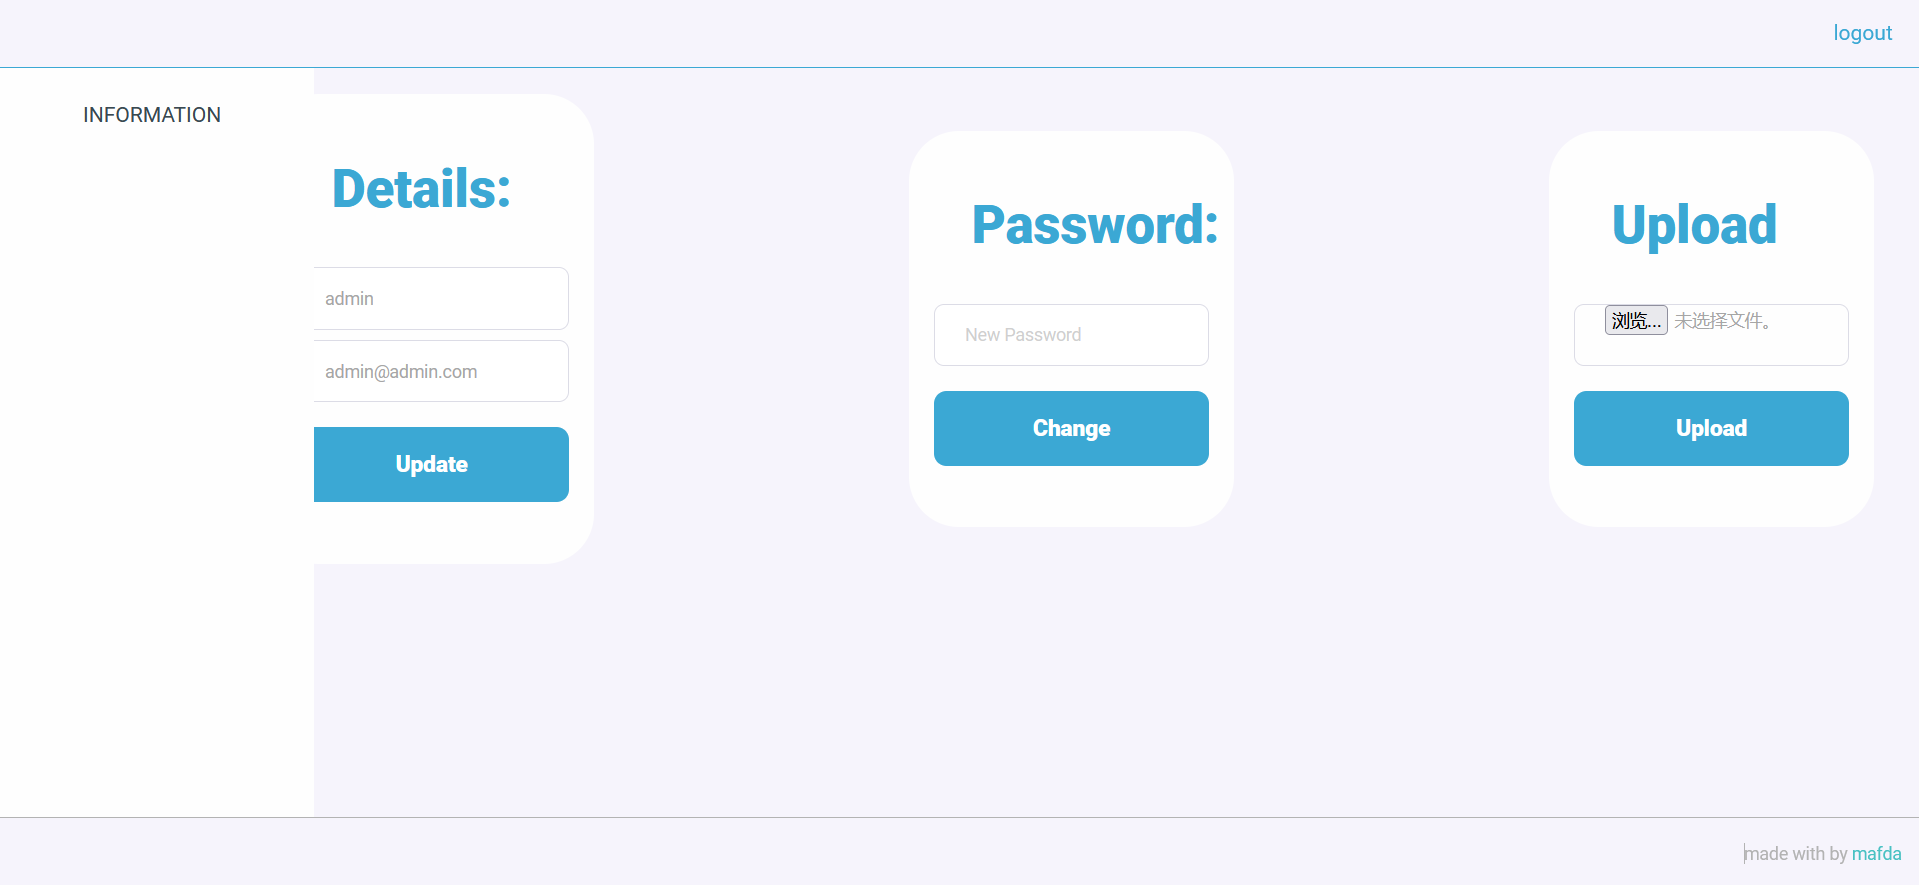 logout
INFORMATION
Details:
admin
admin@admin.com
Update
Password:
New Password
Change
Upload
浏览... 未选择文件。
Upload
made with by mafda